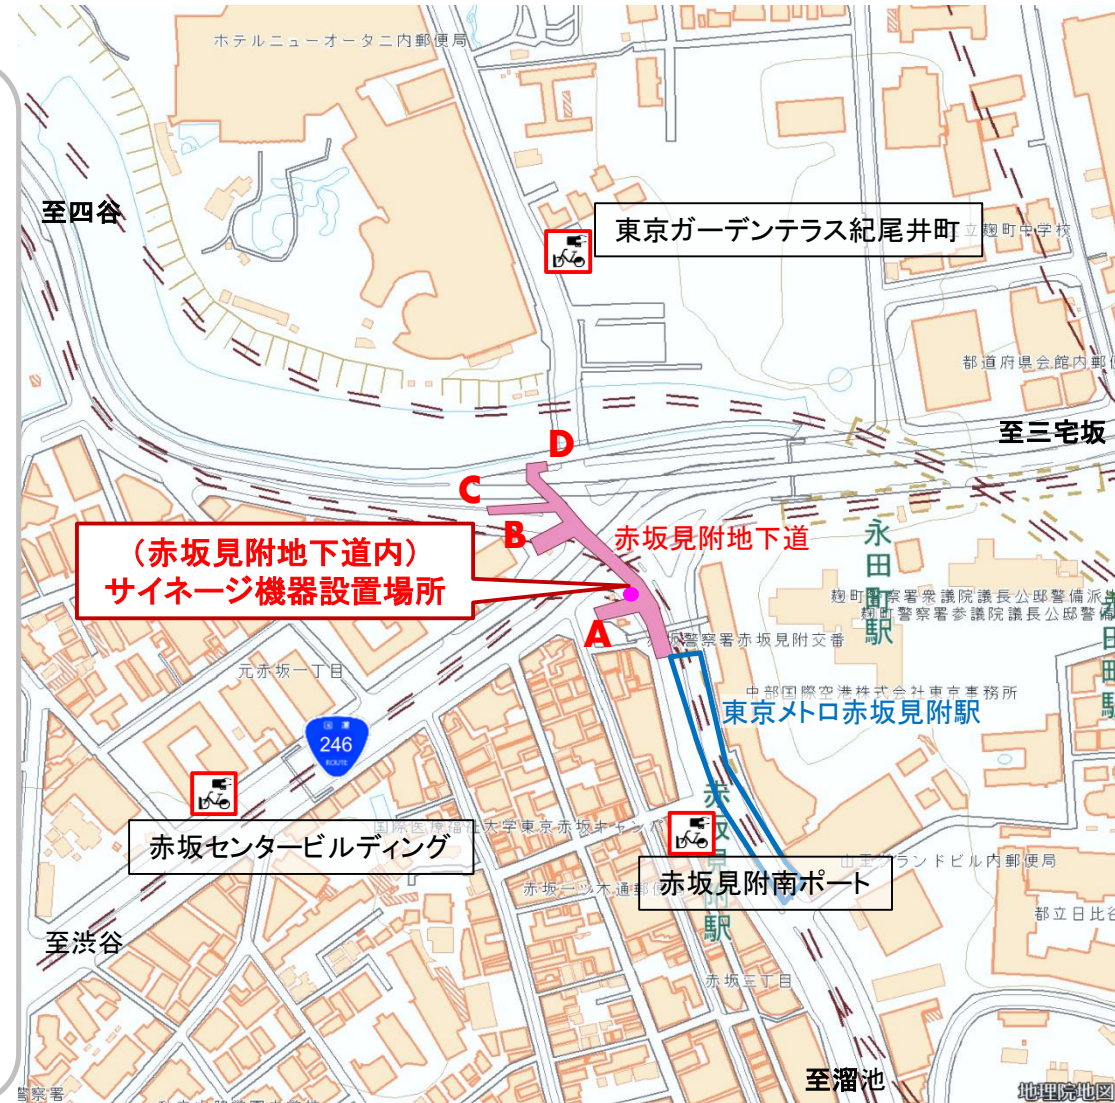 ホテルニューオータニ内郵便局
至四谷
東京ガーデンテラス紀尾井町
立麹町中学校
都道府県会館内郵便
至三宅坂
D
C
B
赤坂見附地下道
永田町駅
(赤坂見附地下道内)
サイネージ機器設置場所
麹町警察署衆議院議長公邸警備派
麹町警察署参議院議長公邸警備
A
警察署赤坂見附交番
元赤坂一丁目
中部国際空港株式会社東京事務所
東京メトロ赤坂見附駅
国道
246
ROUTE
赤坂見附駅
国際医療福祉大学東京赤坂キャンパ
赤坂センタービルディング
山王グランドビル内郵便局
赤坂見附南ポート
赤坂一ツ木通郵便
都立日比谷
至渋谷
赤坂三丁目
至溜池
警察署
地理院地図